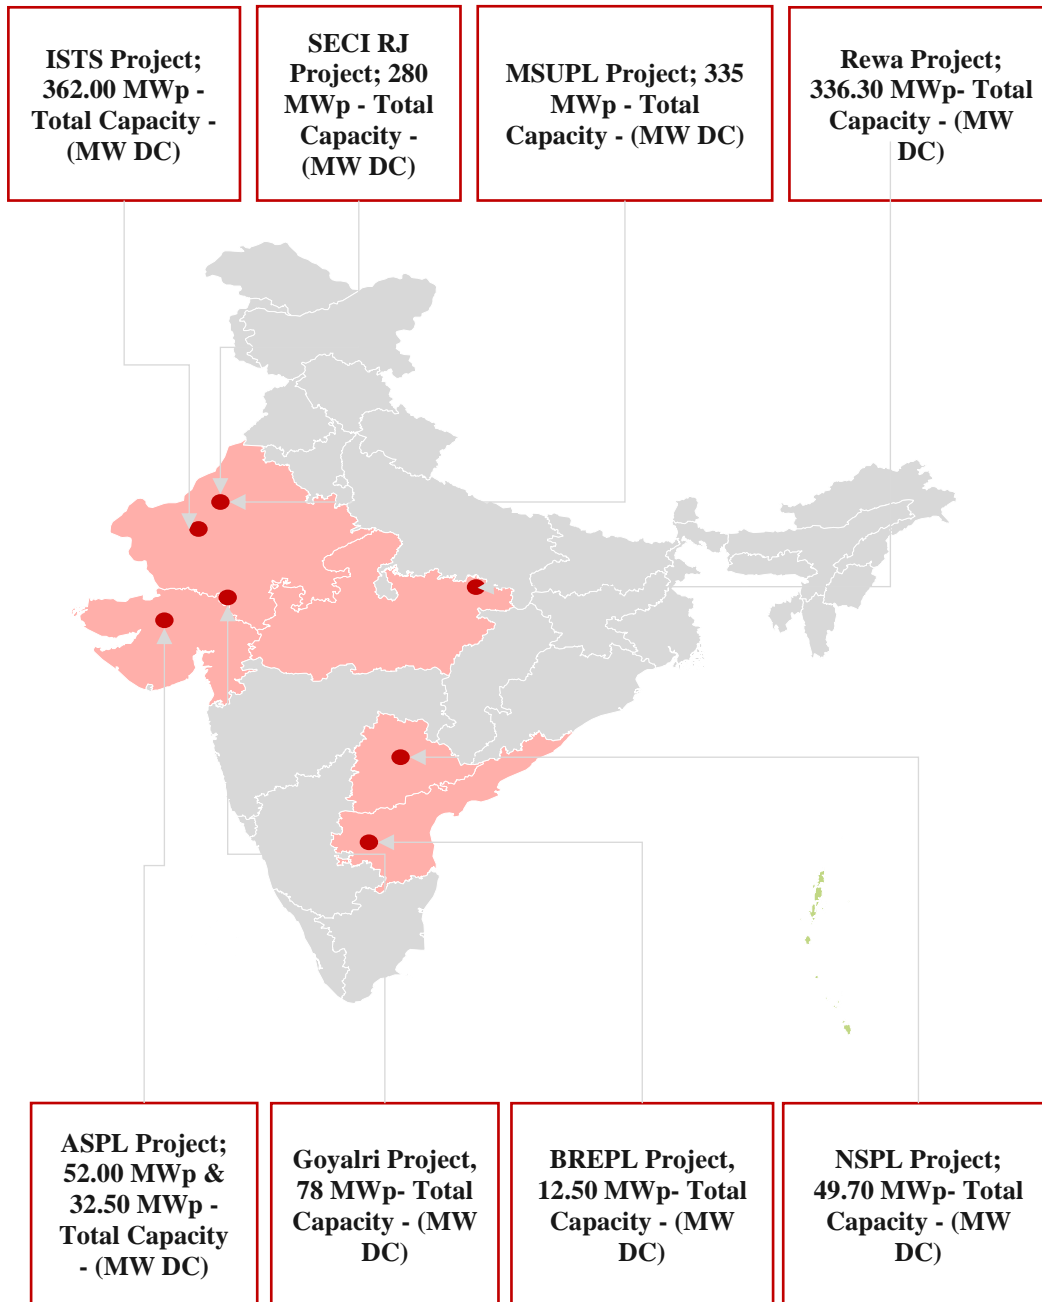 ISTS Project;
362.00 MWp -
Total Capacity -
(MW DC)
SECI RJ
Project; 280
MWp - Total
Capacity -
(MW DC)
MSUPL Project; 335
MWp - Total
Capacity - (MW DC)
Rewa Project;
336.30 MWp- Total
Capacity - (MW
DC)
ASPL Project;
52.00 MWp &
32.50 MWp -
Total Capacity
- (MW DC)
Goyalri Project,
78 MWp- Total
Capacity - (MW
DC)
BREPL Project,
12.50 MWp- Total
Capacity - (MW
DC)
NSPL Project;
49.70 MWp- Total
Capacity - (MW
DC)